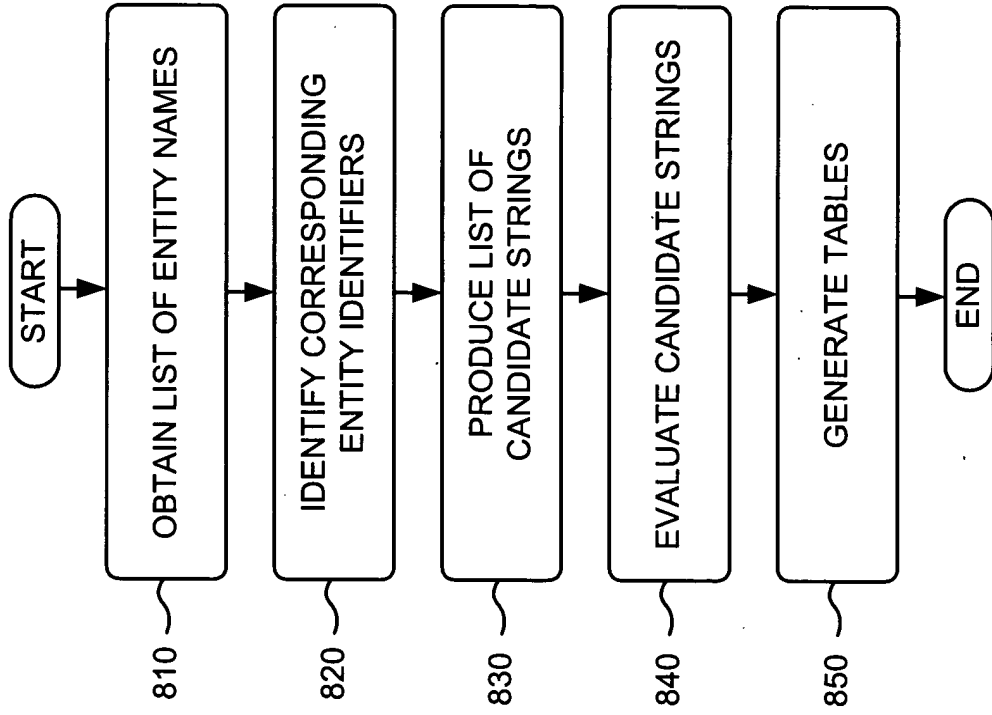 START
810
OBTAIN LIST OF ENTITY NAMES
820
IDENTIFY CORRESPONDING
ENTITY IDENTIFIERS
830
PRODUCE LIST OF
CANDIDATE STRINGS
840
EVALUATE CANDIDATE STRINGS
850
GENERATE TABLES
END